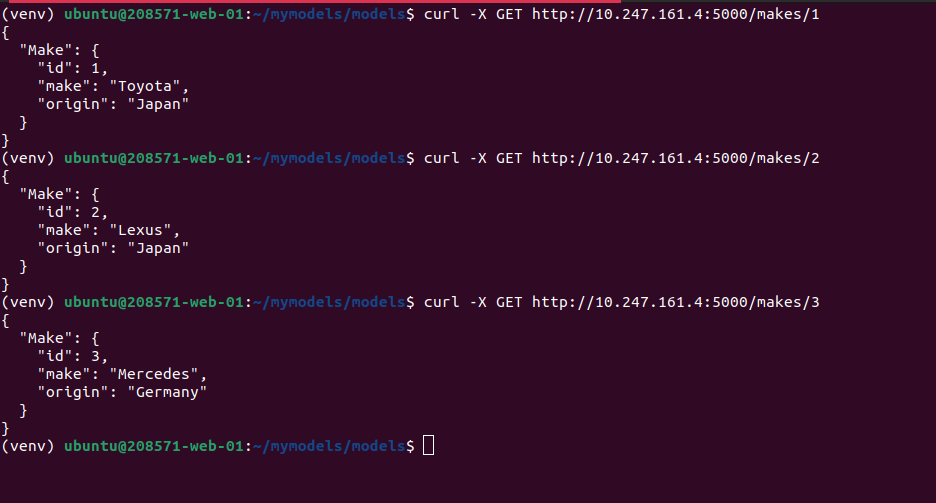 (venv) ubuntu@208571-web-01:~/mymodels/models$ curl -X GET http://10.247.161.4:5000/makes/1
{
  "Make": {
    "id": 1,
    "make": "Toyota",
    "origin": "Japan"
  }
}
(venv) ubuntu@208571-web-01:~/mymodels/models$ curl -X GET http://10.247.161.4:5000/makes/2
{
  "Make": {
    "id": 2,
    "make": "Lexus",
    "origin": "Japan"
  }
}
(venv) ubuntu@208571-web-01:~/mymodels/models$ curl -X GET http://10.247.161.4:5000/makes/3
{
  "Make": {
    "id": 3,
    "make": "Mercedes",
    "origin": "Germany"
  }
}
(venv) ubuntu@208571-web-01:~/mymodels/models$